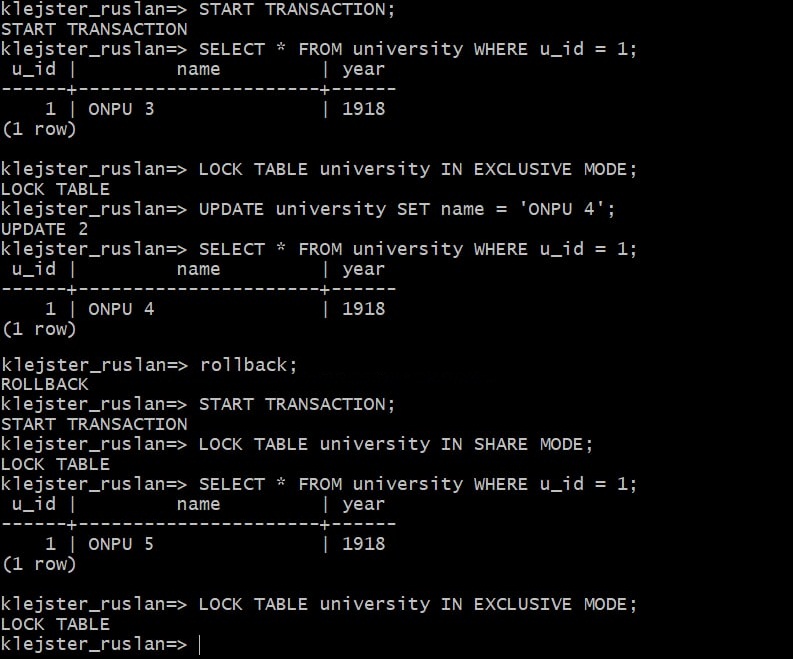 klejster_ruslan=> START TRANSACTION;
START TRANSACTION
klejster_ruslan=> SELECT * FROM university WHERE u_id = 1;
 u_id |         name         | year
------+----------------------+------
    1 | ONPU 3               | 1918
(1 row)

klejster_ruslan=> LOCK TABLE university IN EXCLUSIVE MODE;
LOCK TABLE
klejster_ruslan=> UPDATE university SET name = 'ONPU 4';
UPDATE 2
klejster_ruslan=> SELECT * FROM university WHERE u_id = 1;
 u_id |         name         | year
------+----------------------+------
    1 | ONPU 4               | 1918
(1 row)

klejster_ruslan=> rollback;
ROLLBACK
klejster_ruslan=> START TRANSACTION;
START TRANSACTION
klejster_ruslan=> LOCK TABLE university IN SHARE MODE;
LOCK TABLE
klejster_ruslan=> SELECT * FROM university WHERE u_id = 1;
 u_id |         name         | year
------+----------------------+------
    1 | ONPU 5               | 1918
(1 row)

klejster_ruslan=> LOCK TABLE university IN EXCLUSIVE MODE;
LOCK TABLE
klejster_ruslan=>